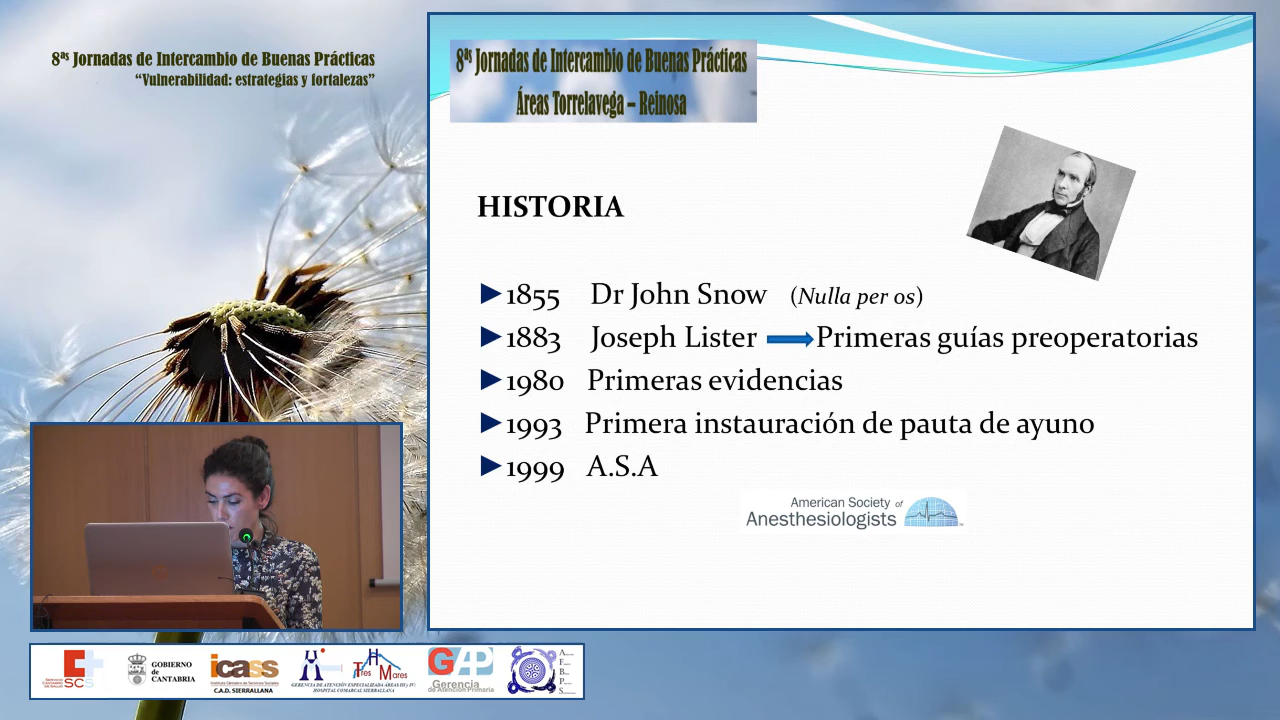 8as Jornadas de Intercambio de Buenas Prácticas
“Vulnerabilidad: estrategias y fortalezas”
8as Jornadas de Intercambio de Buenas Prácticas
Áreas Torrelavega – Reinosa
HISTORIA
►1855 Dr John Snow (Nulla per os)
►1883 Joseph Lister Primeras guías preoperatorias
►1980 Primeras evidencias
►1993 Primera instauración de pauta de ayuno
►1999 A.S.A
American Society of
Anesthesiologists
SERVICIO
CÁNTABRO
DE SALUD
SCS
GOBIERNO
de
CANTABRIA
icass
Instituto Cántabro de Servicios Sociales
C.A.D. SIERRALLANA
H
Tres Mares
GERENCIA DE ATENCIÓN ESPECIALIZADA ÁREAS III y IV
HOSPITAL COMARCAL SIERRALLANA
GAP
Gerencia
de Atención Primaria
A
F
B
P
S